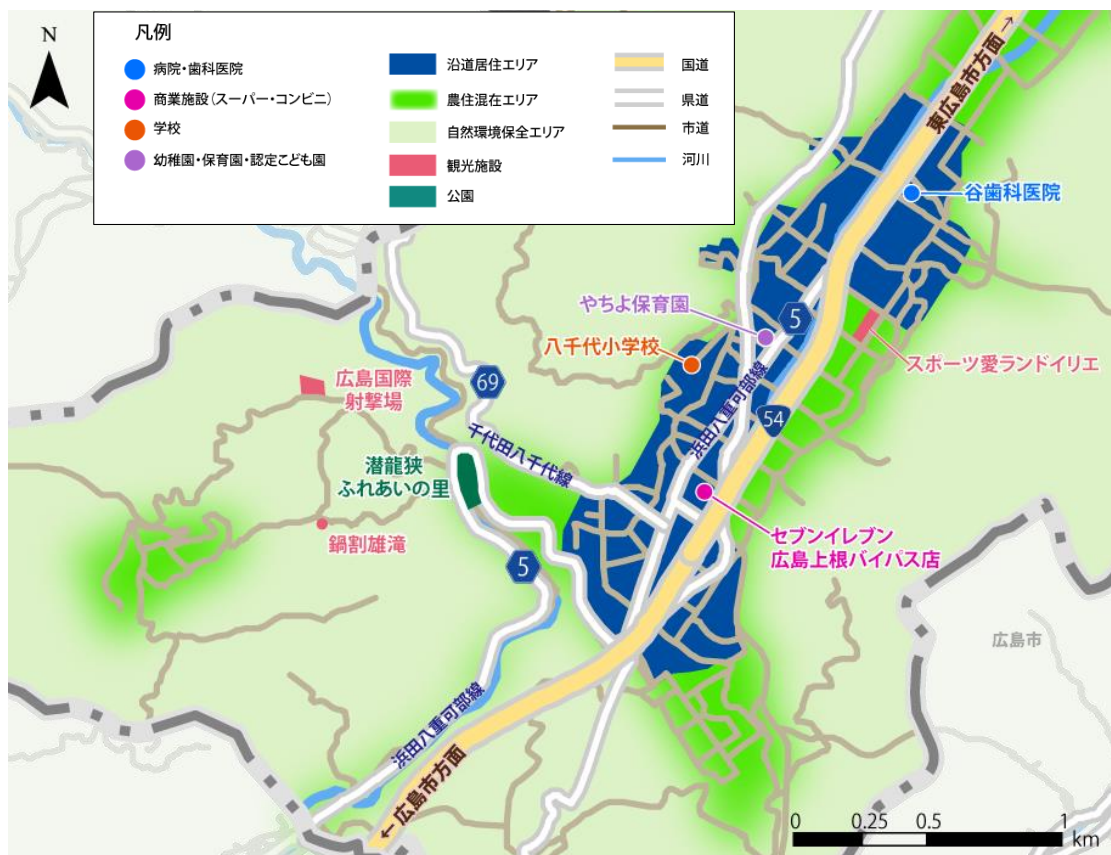 N
凡例
病院・歯科医院
商業施設（スーパー・コンビニ）
学校
幼稚園・保育園・認定こども園
沿道居住エリア
農住混在エリア
自然環境保全エリア
観光施設
公園
国道
県道
市道
河川
東広島市方面→
谷歯科医院
やちよ保育園
5
八千代小学校
スポーツ愛ランドイリエ
広島国際
射撃場
69
54
浜田八重可部線
千代田八千代線
潜龍狭
ふれあいの里
セブンイレブン
広島上根バイパス店
鍋割雄滝
5
広島市
浜田八重可部線
←広島市方面
0 0.25 0.5 1
km